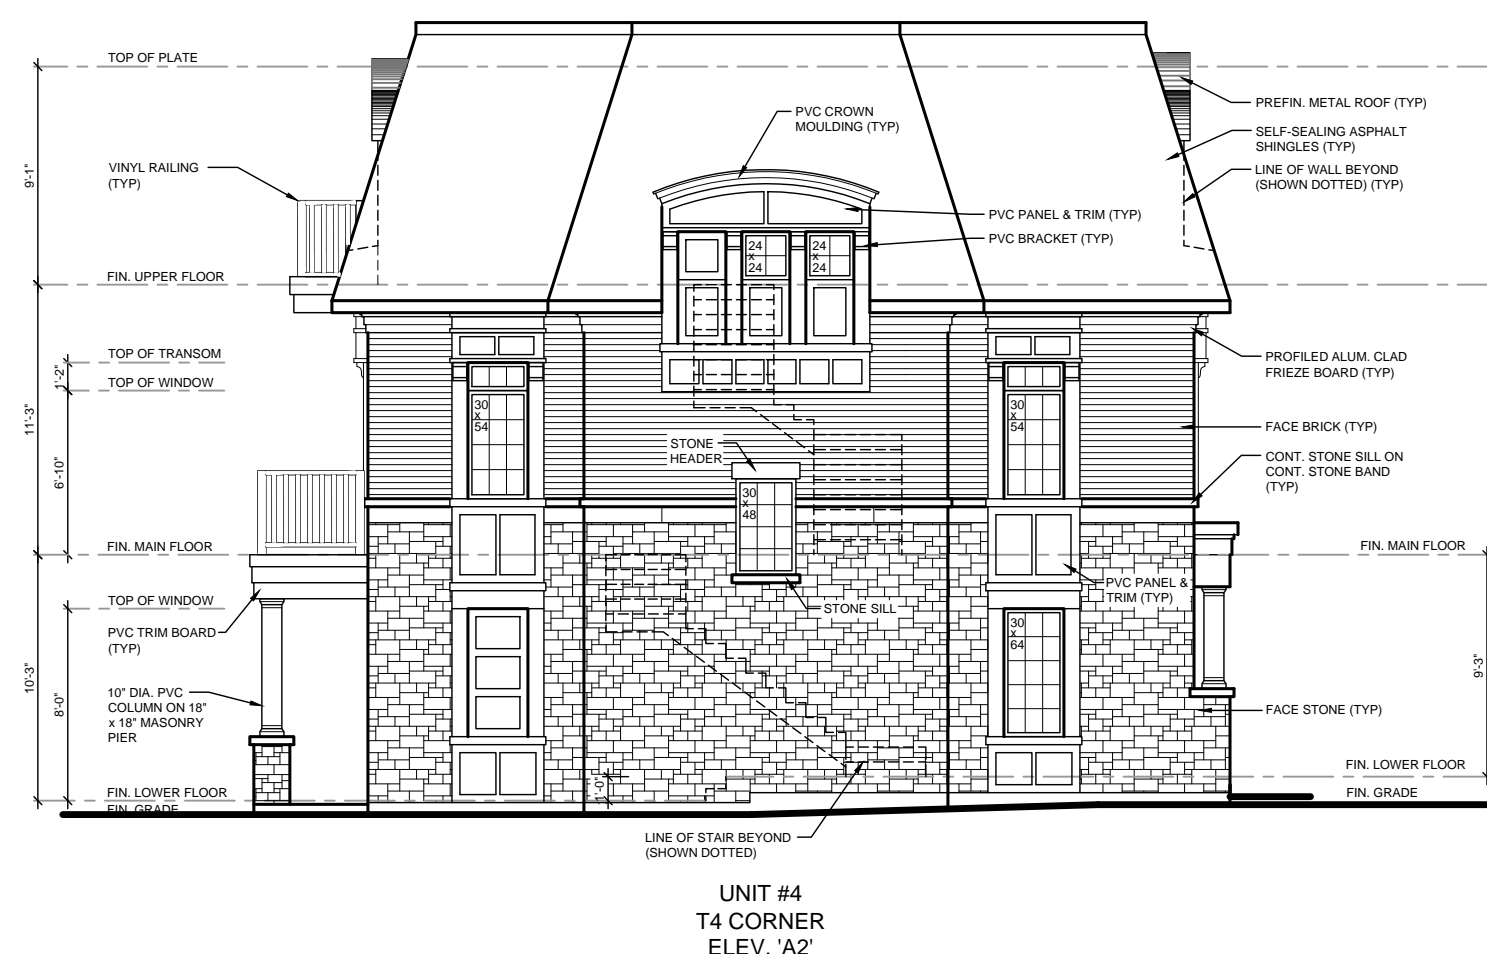 TOP OF PLATE
9'-1"
VINYL RAILING
(TYP)
FIN. UPPER FLOOR
TOP OF TRANSOM
1'-2"
TOP OF WINDOW
11'-3"
6'-10"
FIN. MAIN FLOOR
TOP OF WINDOW
PVC TRIM BOARD
(TYP)
10'-3"
8'-0"
10" DIA. PVC
COLUMN ON 18"
x 18" MASONRY
PIER
FIN. LOWER FLOOR
FIN. GRADE
PVC CROWN
MOULDING (TYP)
PVC PANEL & TRIM (TYP)
PVC BRACKET (TYP)
24
x
24
24
x
24
30
x
54
30
x
54
STONE
HEADER
30
x
48
STONE SILL
PVC PANEL &
TRIM (TYP)
30
x
64
1'-0"
LINE OF STAIR BEYOND
(SHOWN DOTTED)
PREFIN. METAL ROOF (TYP)
SELF-SEALING ASPHALT
SHINGLES (TYP)
LINE OF WALL BEYOND
(SHOWN DOTTED) (TYP)
PROFILED ALUM. CLAD
FRIEZE BOARD (TYP)
FACE BRICK (TYP)
CONT. STONE SILL ON
CONT. STONE BAND
(TYP)
FIN. MAIN FLOOR
9'-3"
FACE STONE (TYP)
FIN. LOWER FLOOR
FIN. GRADE
UNIT #4
T4 CORNER
ELEV. 'A2'